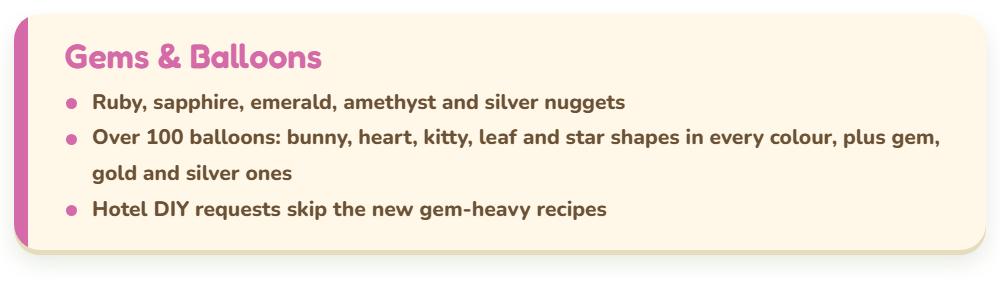 Gems & Balloons
Ruby, sapphire, emerald, amethyst and silver nuggets
Over 100 balloons: bunny, heart, kitty, leaf and star shapes in every colour, plus gem,
gold and silver ones
Hotel DIY requests skip the new gem-heavy recipes